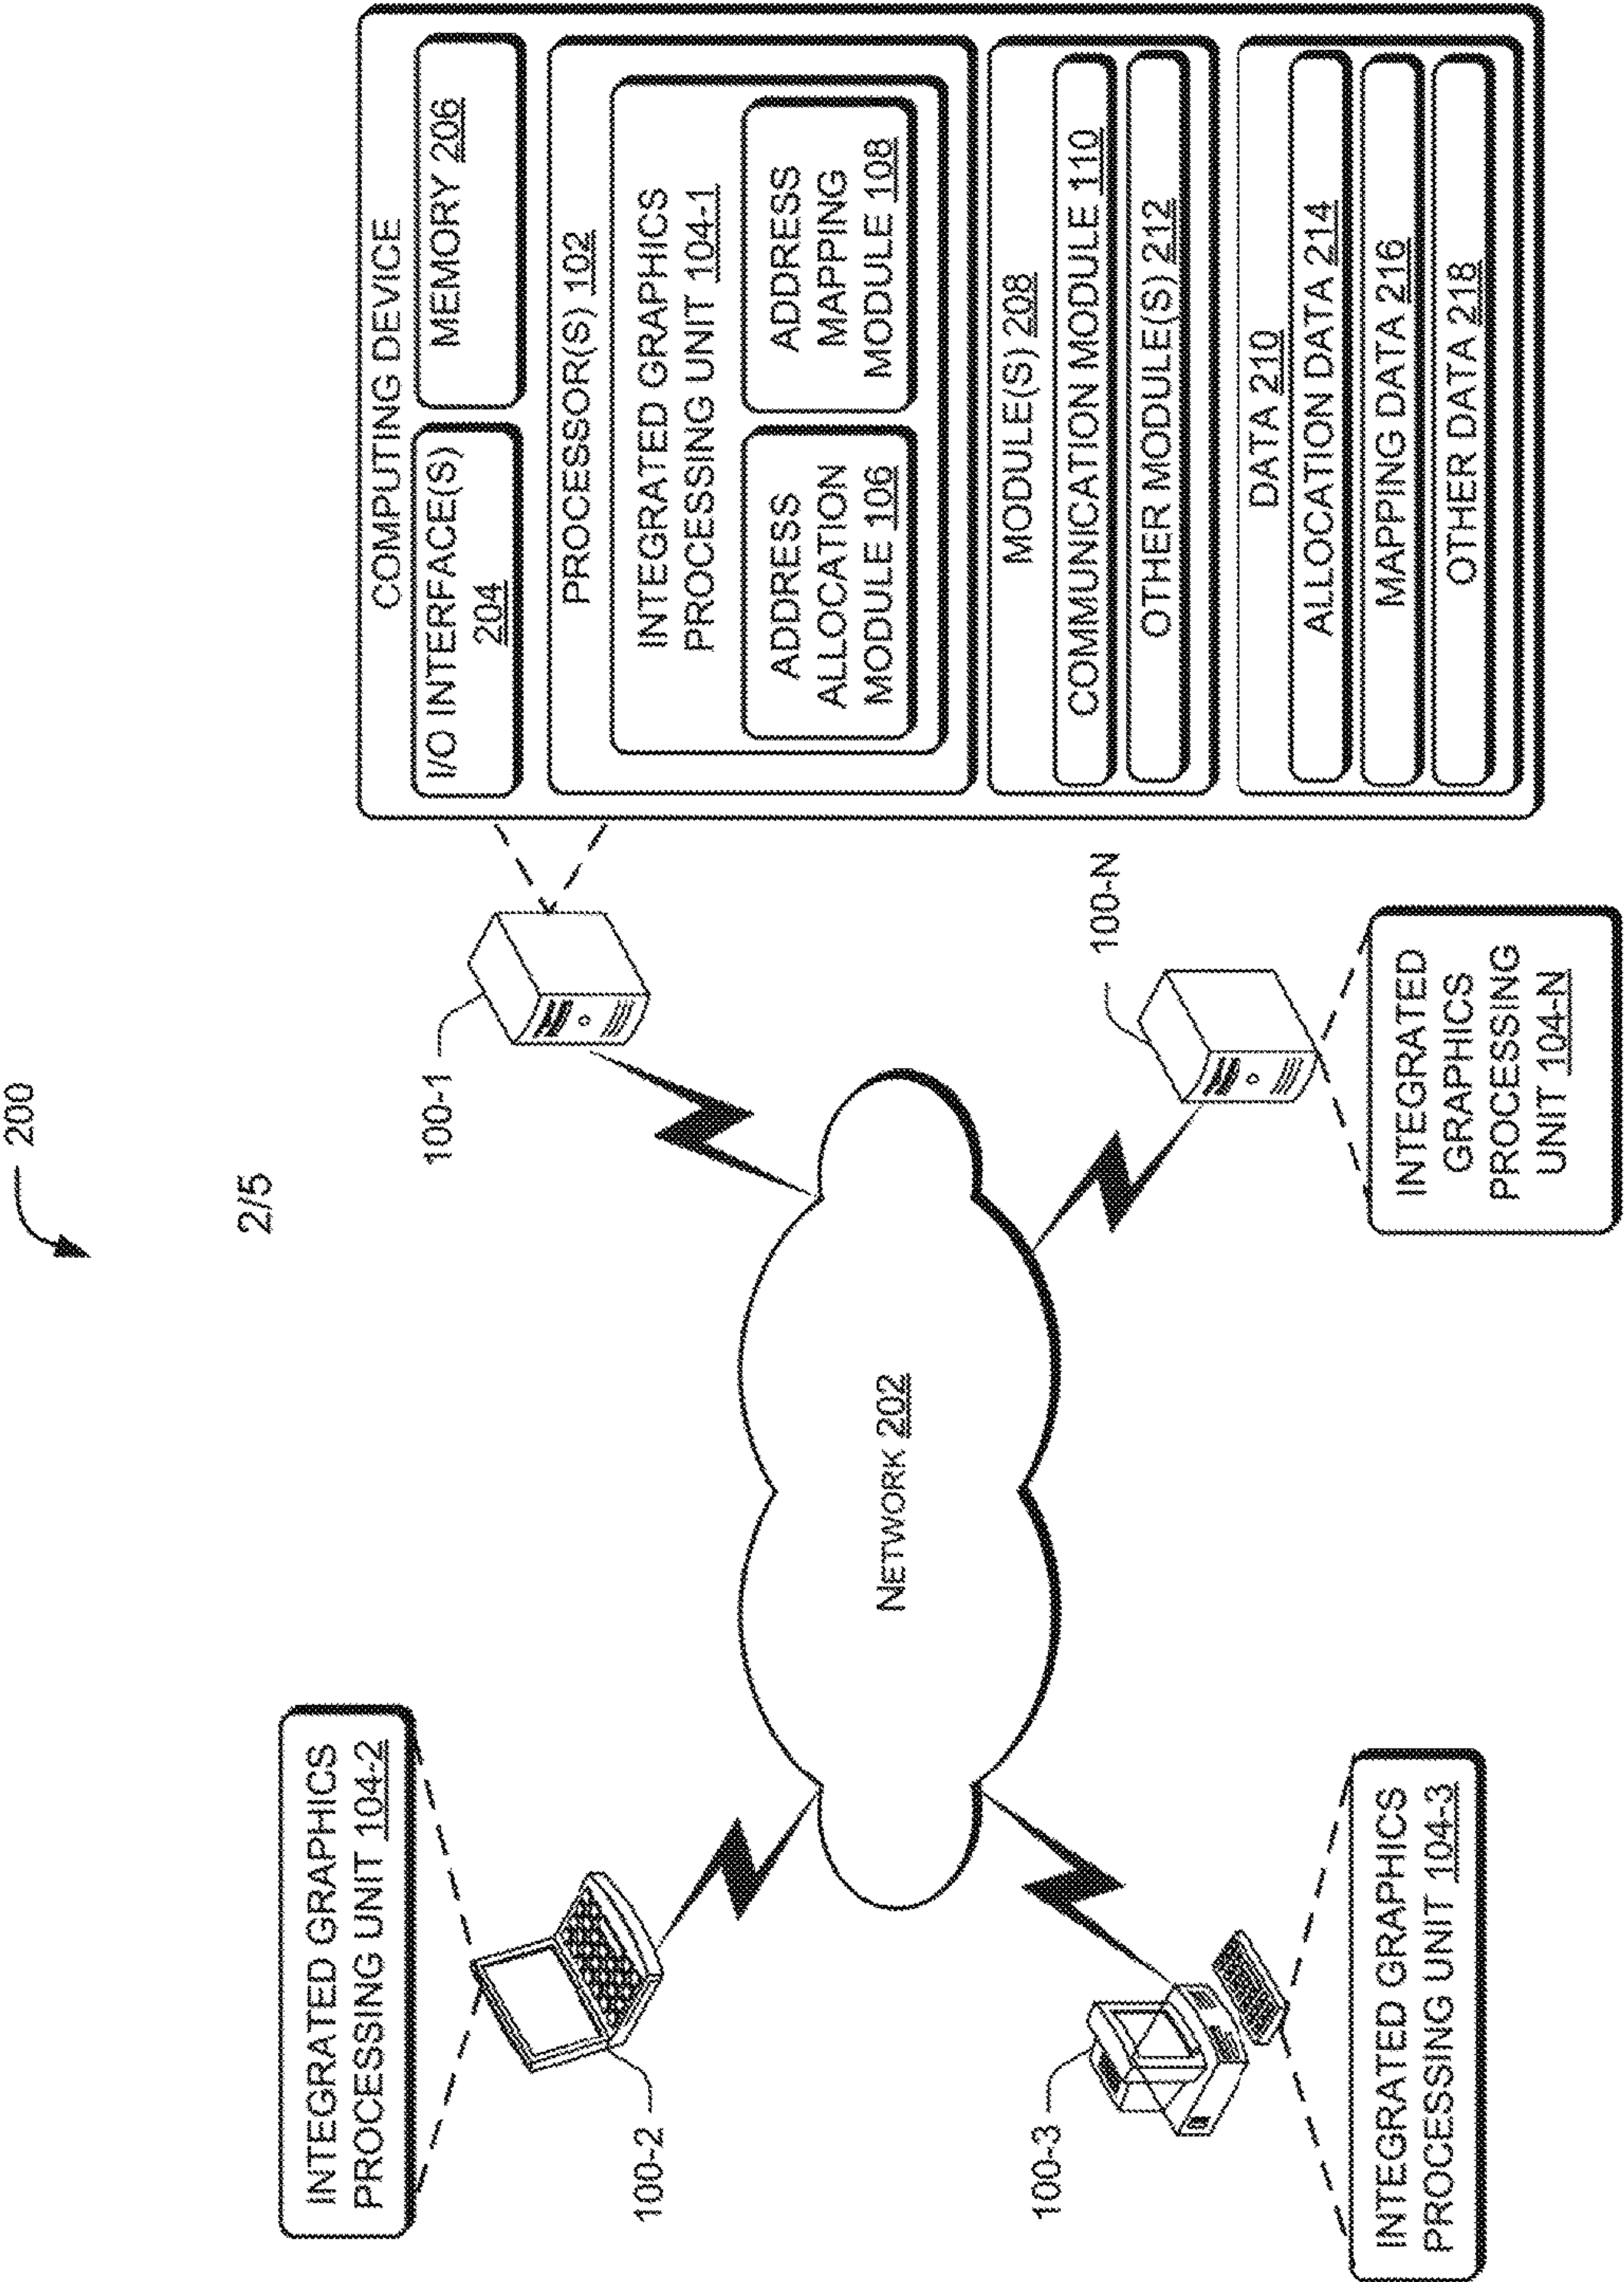 200
2/5
INTEGRATED GRAPHICS
PROCESSING UNIT 104-2
100-2
100-3
INTEGRATED GRAPHICS
PROCESSING UNIT 104-3
NETWORK 202
100-1
100-N
INTEGRATED
GRAPHICS
PROCESSING
UNIT 104-N
COMPUTING DEVICE
I/O INTERFACE(S)
204
MEMORY 206
PROCESSOR(S) 102
INTEGRATED GRAPHICS
PROCESSING UNIT 104-1
ADDRESS
ALLOCATION
MODULE 106
ADDRESS
MAPPING
MODULE 108
MODULE(S) 208
COMMUNICATION MODULE 110
OTHER MODULE(S) 212
DATA 210
ALLOCATION DATA 214
MAPPING DATA 216
OTHER DATA 218